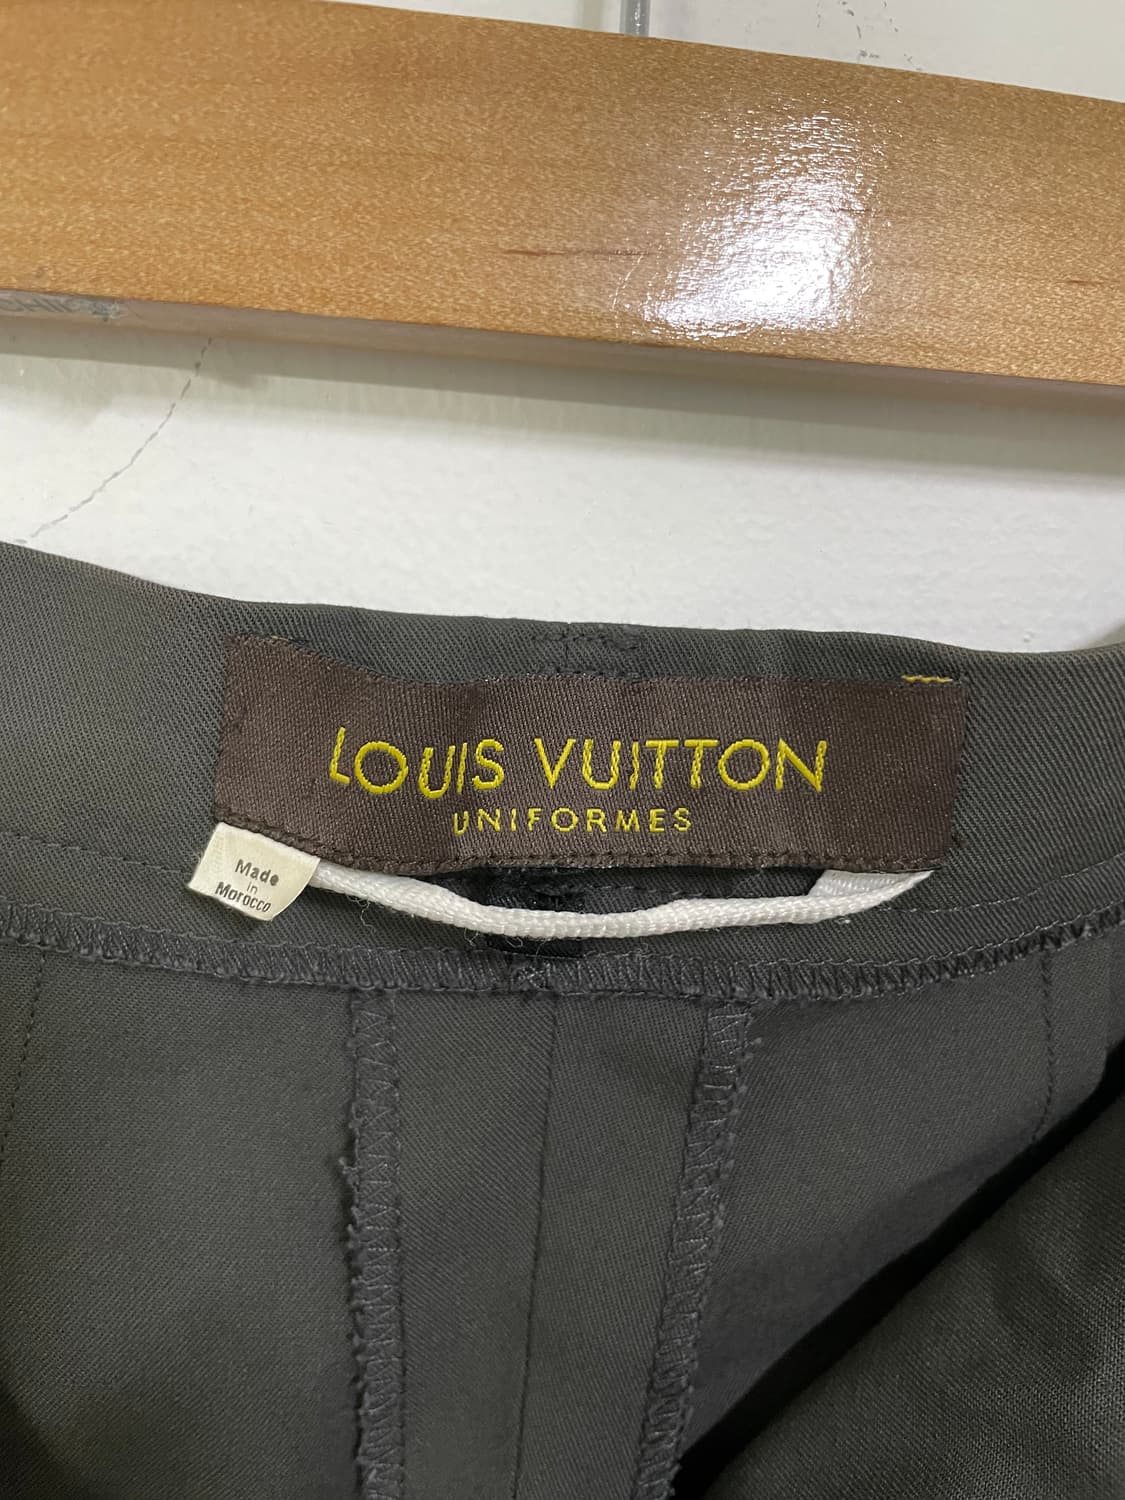 LOUIS VUITTON
UNIFORMES
Made
in
Morocco